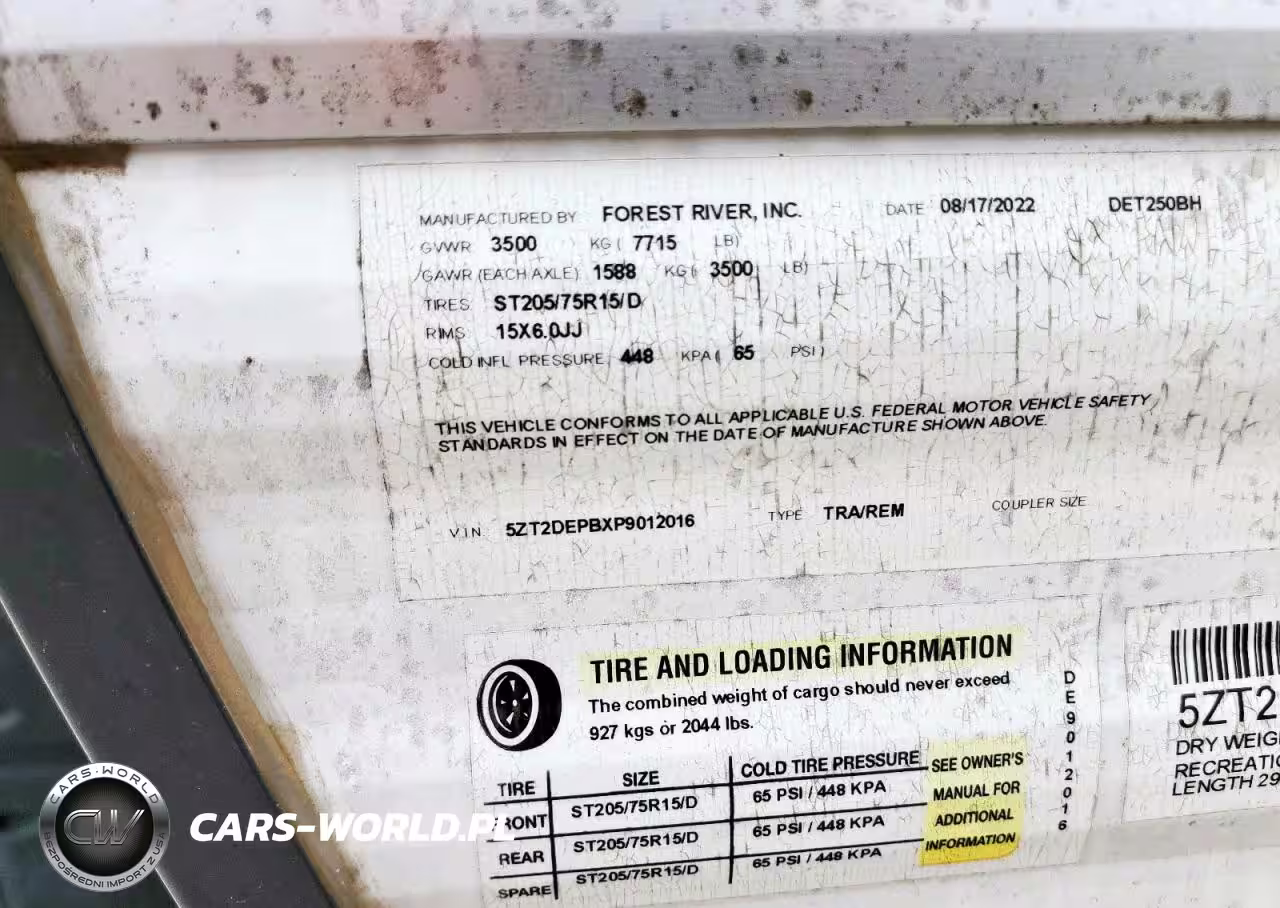 MANUFACTURED BY FOREST RIVER, INC. DATE 08/17/2022 DET250BH
GVWR 3500 KG ( 7715 LB)
GAWR (EACH AXLE) 1588 KG( 3500 LB)
TIRES ST205/75R15/D
RIMS 15X6.0JJ
COLD INFL PRESSURE 448 KPA ( 65 PSI )
THIS VEHICLE CONFORMS TO ALL APPLICABLE U.S. FEDERAL MOTOR VEHICLE SAFETY
STANDARDS IN EFFECT ON THE DATE OF MANUFACTURE SHOWN ABOVE.
VIN 5ZT2DEPBXP9012016 TYPE TRA/REM COUPLER SIZE
TIRE AND LOADING INFORMATION
The combined weight of cargo should never exceed
927 kgs or 2044 lbs.
TIRE SIZE COLD TIRE PRESSURE SEE OWNER'S
FRONT ST205/75R15/D 65 PSI / 448 KPA MANUAL FOR
REAR ST205/75R15/D 65 PSI / 448 KPA ADDITIONAL
SPARE ST205/75R15/D 65 PSI / 448 KPA INFORMATION
DE9012016
5ZT2
DRY WEIG
RECREATIO
LENGTH 29
CARS-WORLD
CW
BEZPOŚREDNI IMPORT Z USA
CARS-WORLD.PL